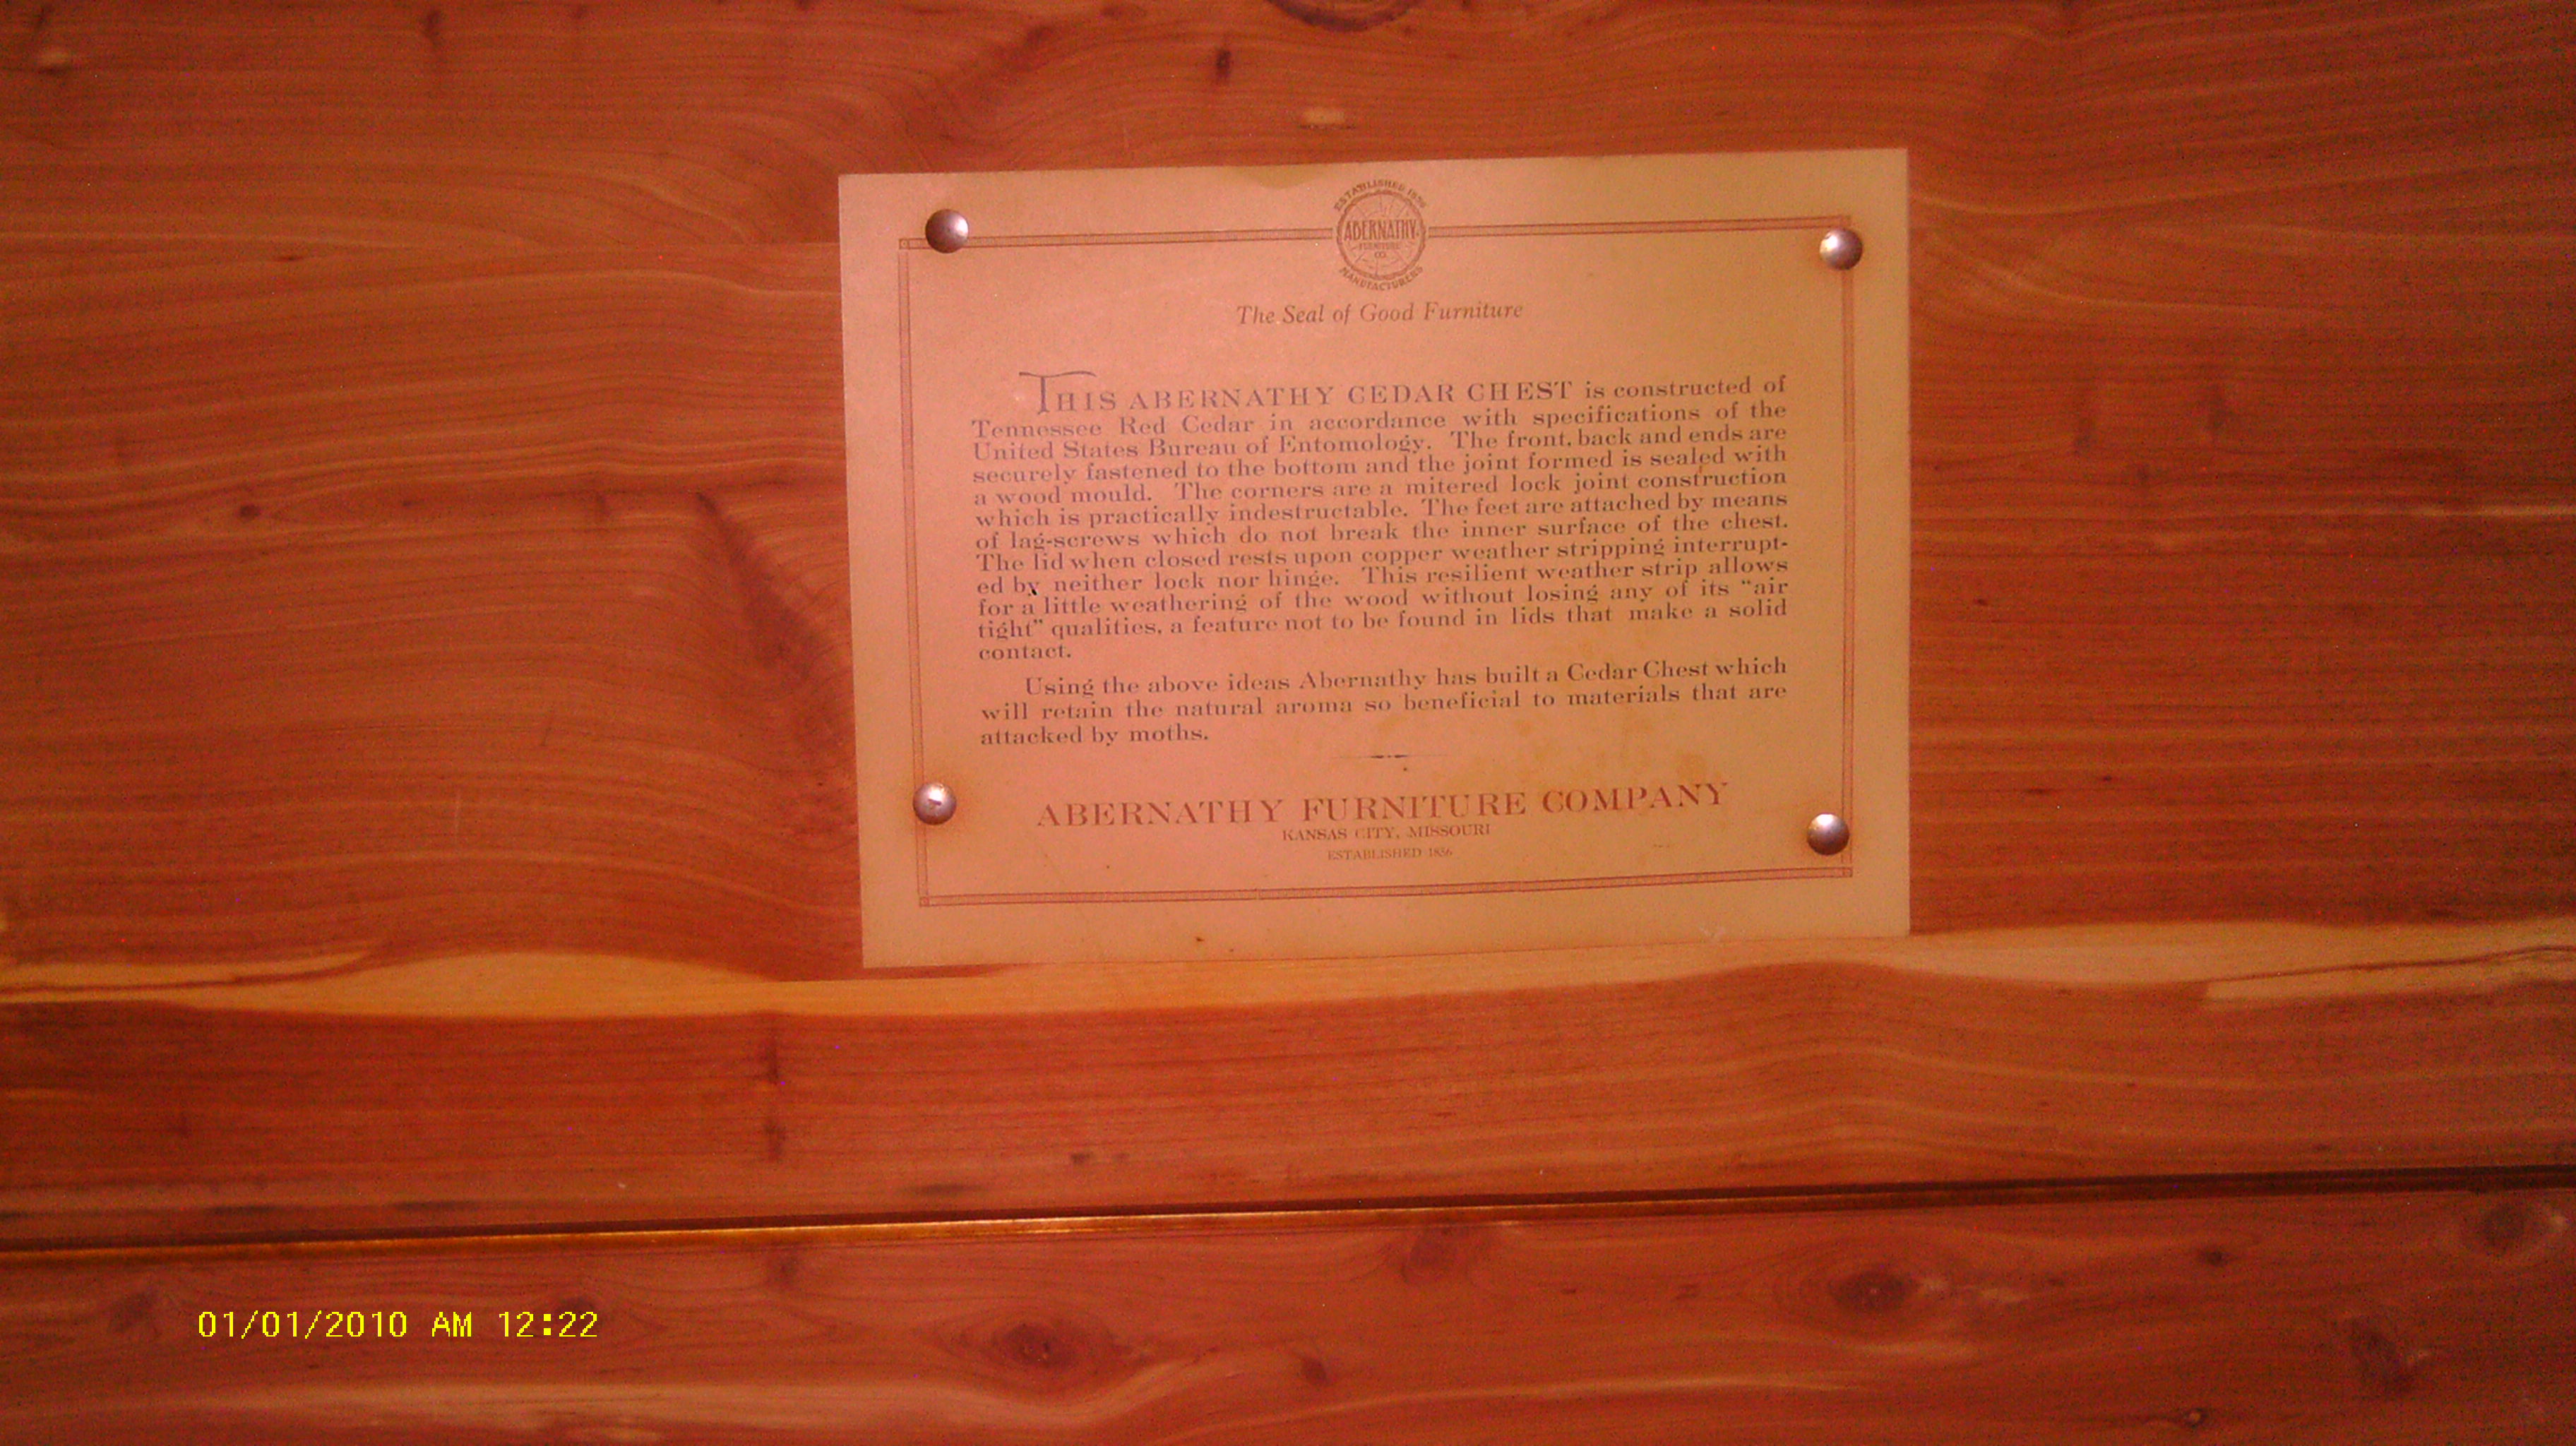 ESTABLISHED 1856
ABERNATHY
FURNITURE
CO.
MANUFACTURERS
The Seal of Good Furniture
THIS ABERNATHY CEDAR CHEST is constructed of
Tennessee Red Cedar in accordance with specifications of the
United States Bureau of Entomology. The front, back and ends are
securely fastened to the bottom and the joint formed is sealed with
a wood mould. The corners are a mitered lock joint construction
which is practically indestructable. The feet are attached by means
of lag-screws which do not break the inner surface of the chest.
The lid when closed rests upon copper weather stripping interrupt-
ed by neither lock nor hinge. This resilient weather strip allows
for a little weathering of the wood without losing any of its "air
tight" qualities, a feature not to be found in lids that make a solid
contact.
Using the above ideas Abernathy has built a Cedar Chest which
will retain the natural aroma so beneficial to materials that are
attacked by moths.
ABERNATHY FURNITURE COMPANY
KANSAS CITY, MISSOURI
ESTABLISHED 1856
01/01/2010 AM 12:22